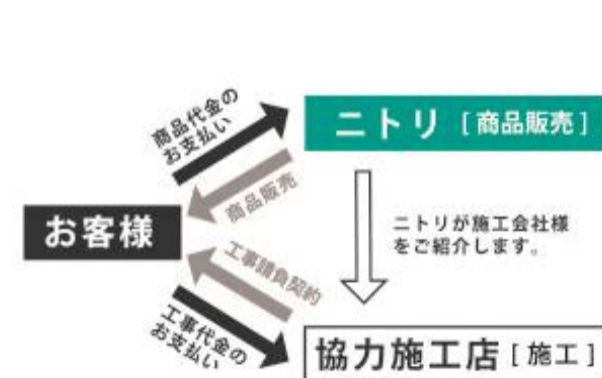 商品代金の
お支払い
ニトリ [商品販売]
商品販売
お客様
ニトリが施工会社様
をご紹介します。
工事請負契約
工事代金の
お支払い
協力施工店 [施工]